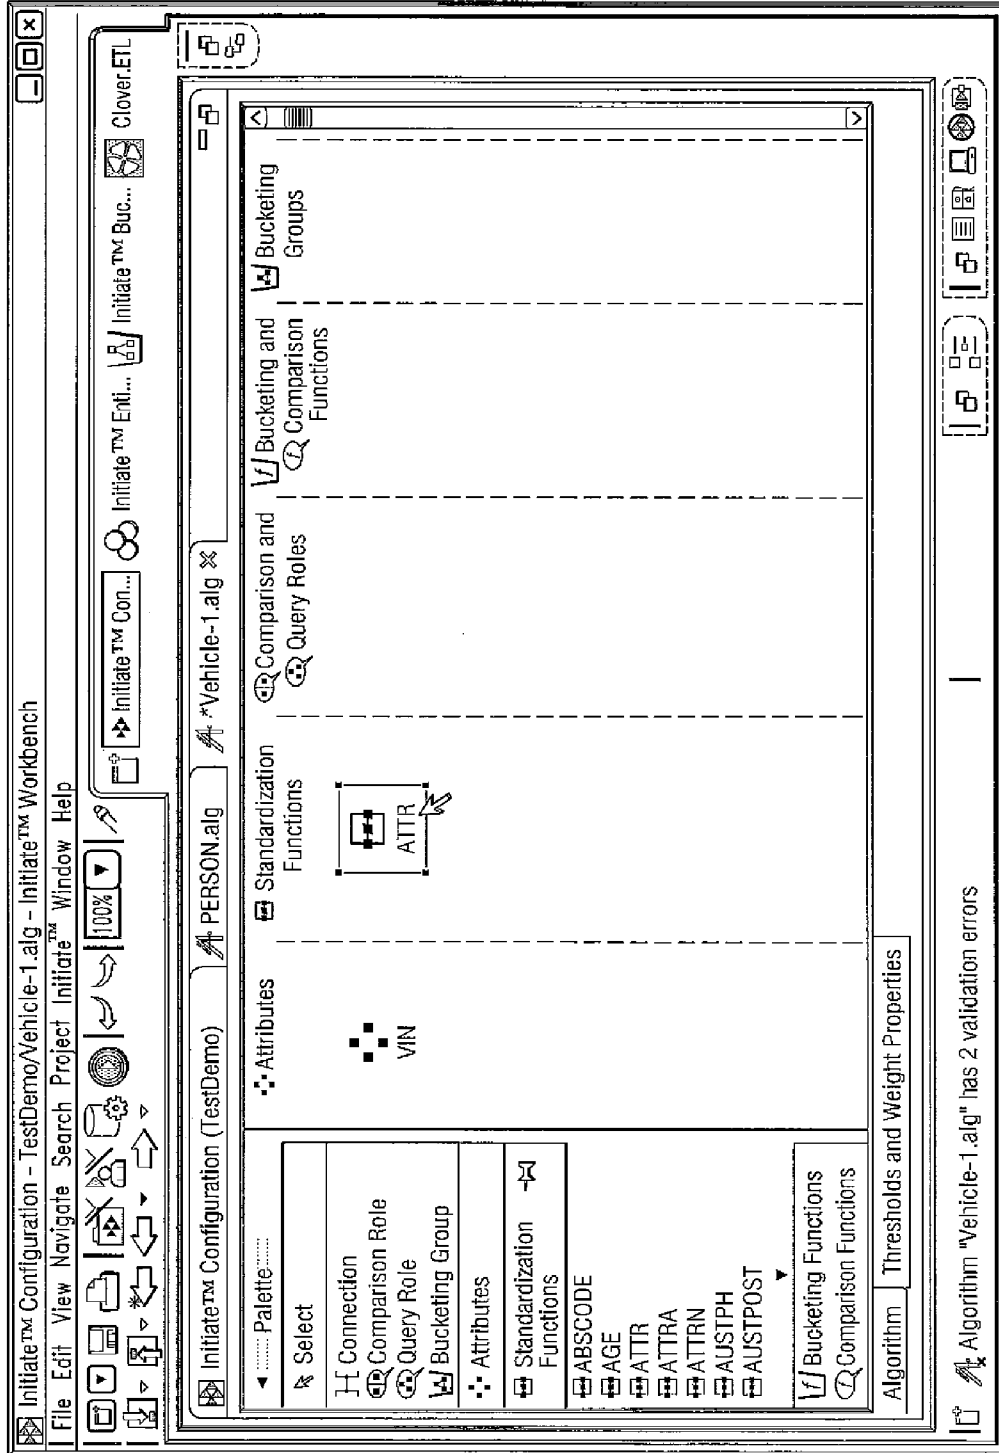 Initiate™ Configuration - TestDemo/Vehicle-1.alg - Initiate™ Workbench
File Edit View Navigate Search Project Initiate™ Window Help
100%
Initiate™ Con... Initiate™ Enti... Initiate™ Buc... Clover.ETL
Initiate™ Configuration (TestDemo) PERSON.alg *Vehicle-1.alg
Palette
Select
Connection
Comparison Role
Query Role
Bucketing Group
Attributes
Standardization
Functions
ABSCODE
AGE
ATTR
ATTRA
ATTRN
AUSTPH
AUSTPOST
Bucketing Functions
Comparison Functions
Attributes
VIN
Standardization
Functions
ATTR
Comparison and
Query Roles
Bucketing and
Comparison
Functions
Bucketing
Groups
Algorithm Thresholds and Weight Properties
Algorithm "Vehicle-1.alg" has 2 validation errors